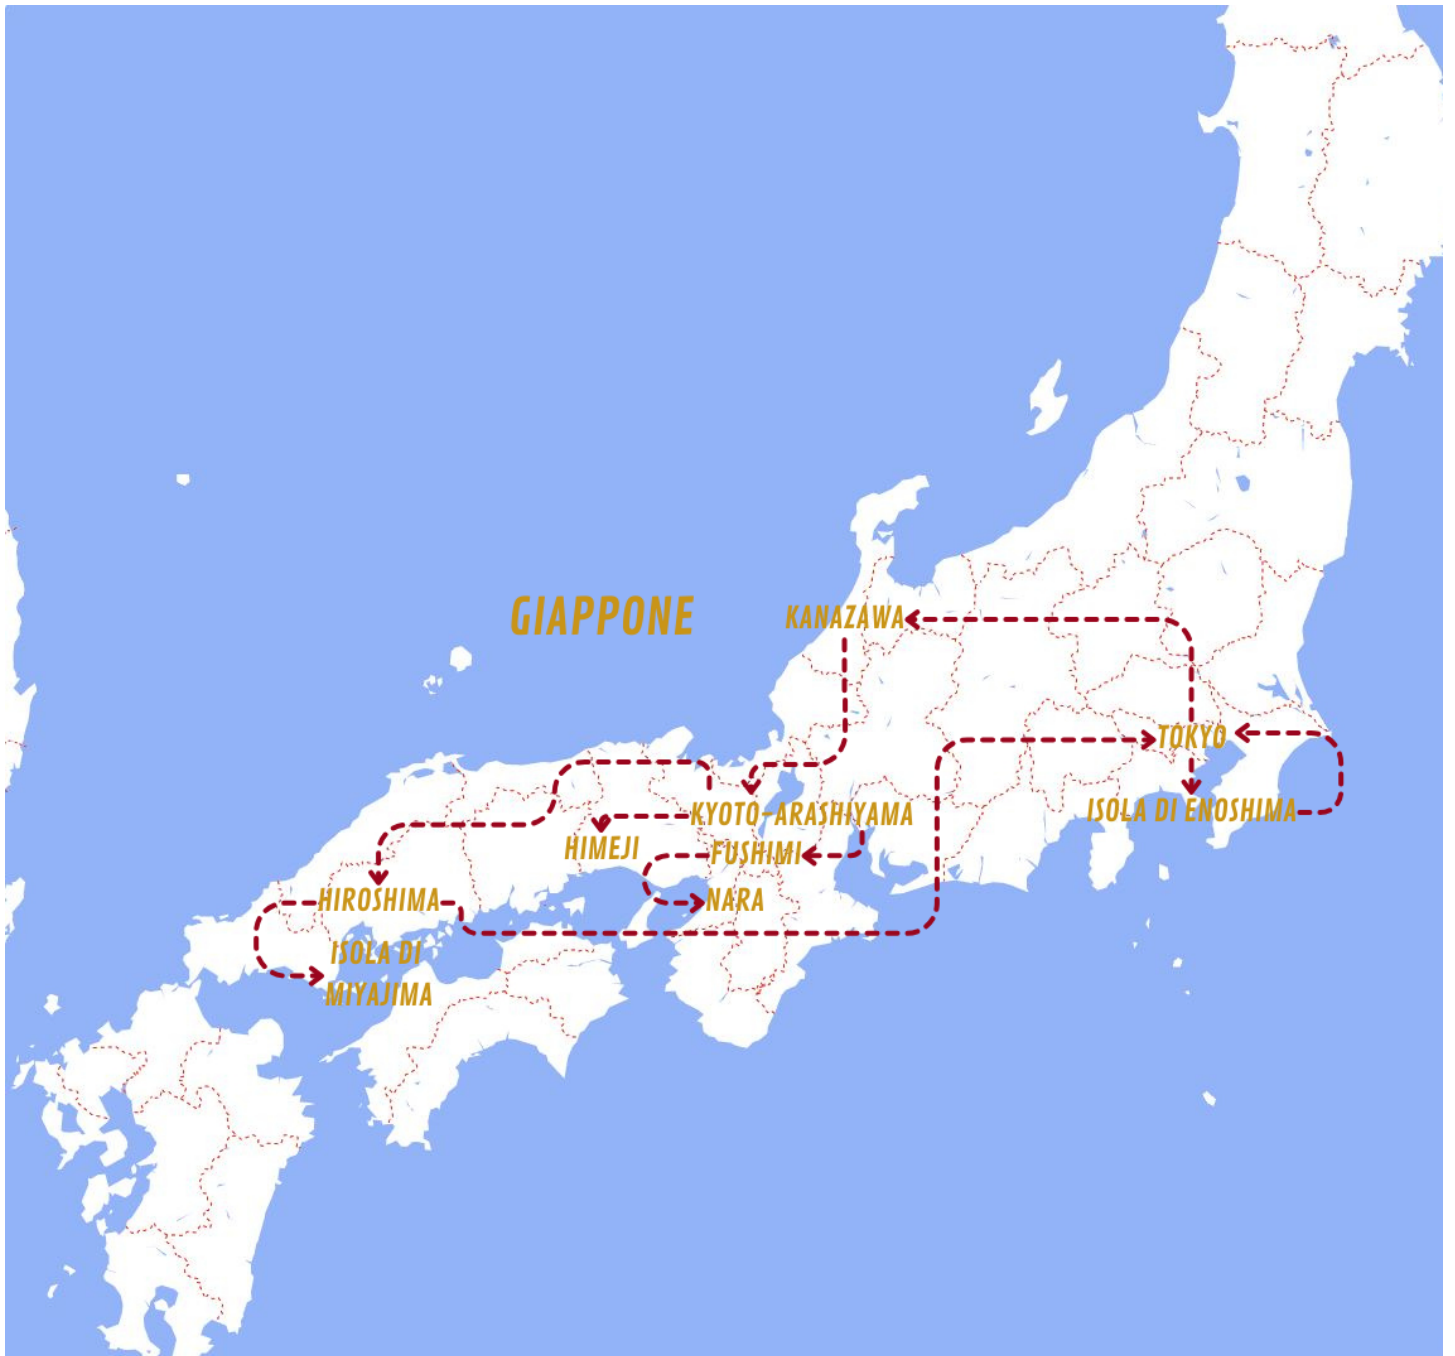 GIAPPONE
KANAZAWA
TOKYO
ISOLA DI ENOSHIMA
KYOTO-ARASHIYAMA
HIMEJI
FUSHIMI
NARA
HIROSHIMA
ISOLA DI
MIYAJIMA